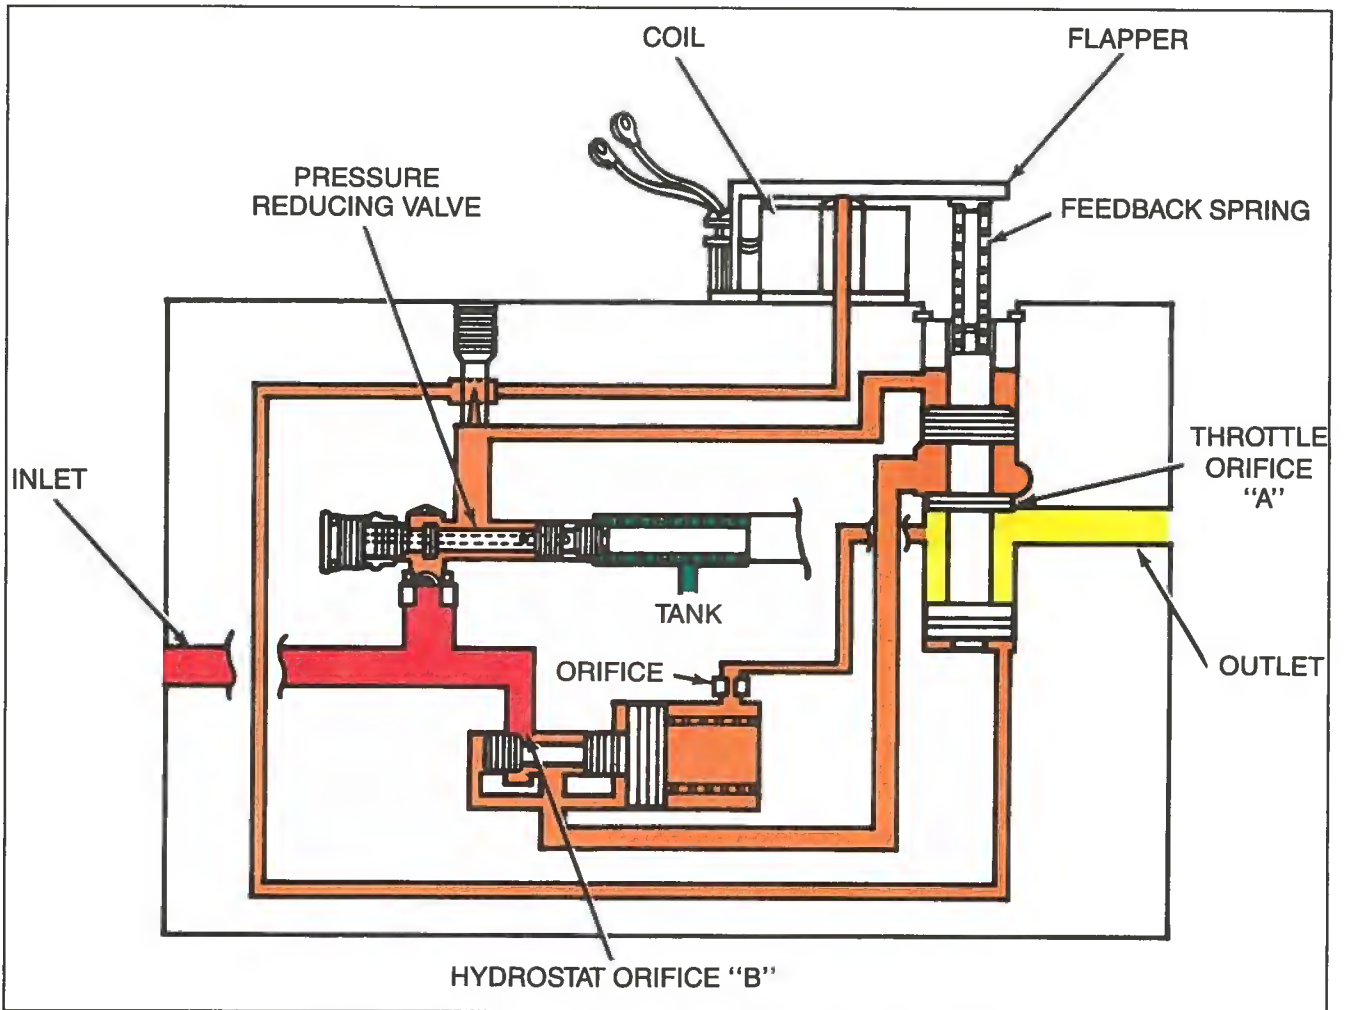 COIL
FLAPPER
PRESSURE
REDUCING VALVE
FEEDBACK SPRING
THROTTLE
ORIFICE
"A"
INLET
TANK
ORIFICE
OUTLET
HYDROSTAT ORIFICE "B"